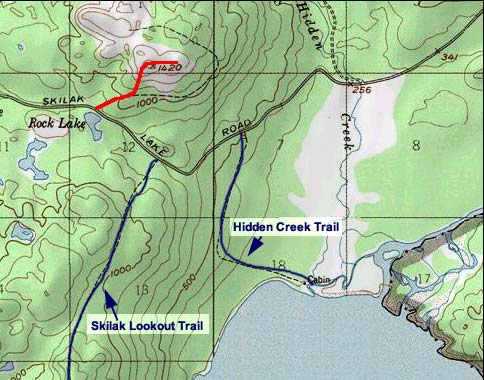 Hidden
1420
341
1000
SKILAK
256
Rock Lake
LAKE
ROAD
Creek
12
7
8
Hidden Creek Trail
1000
18
Cabin
17
500
13
Skilak Lookout Trail